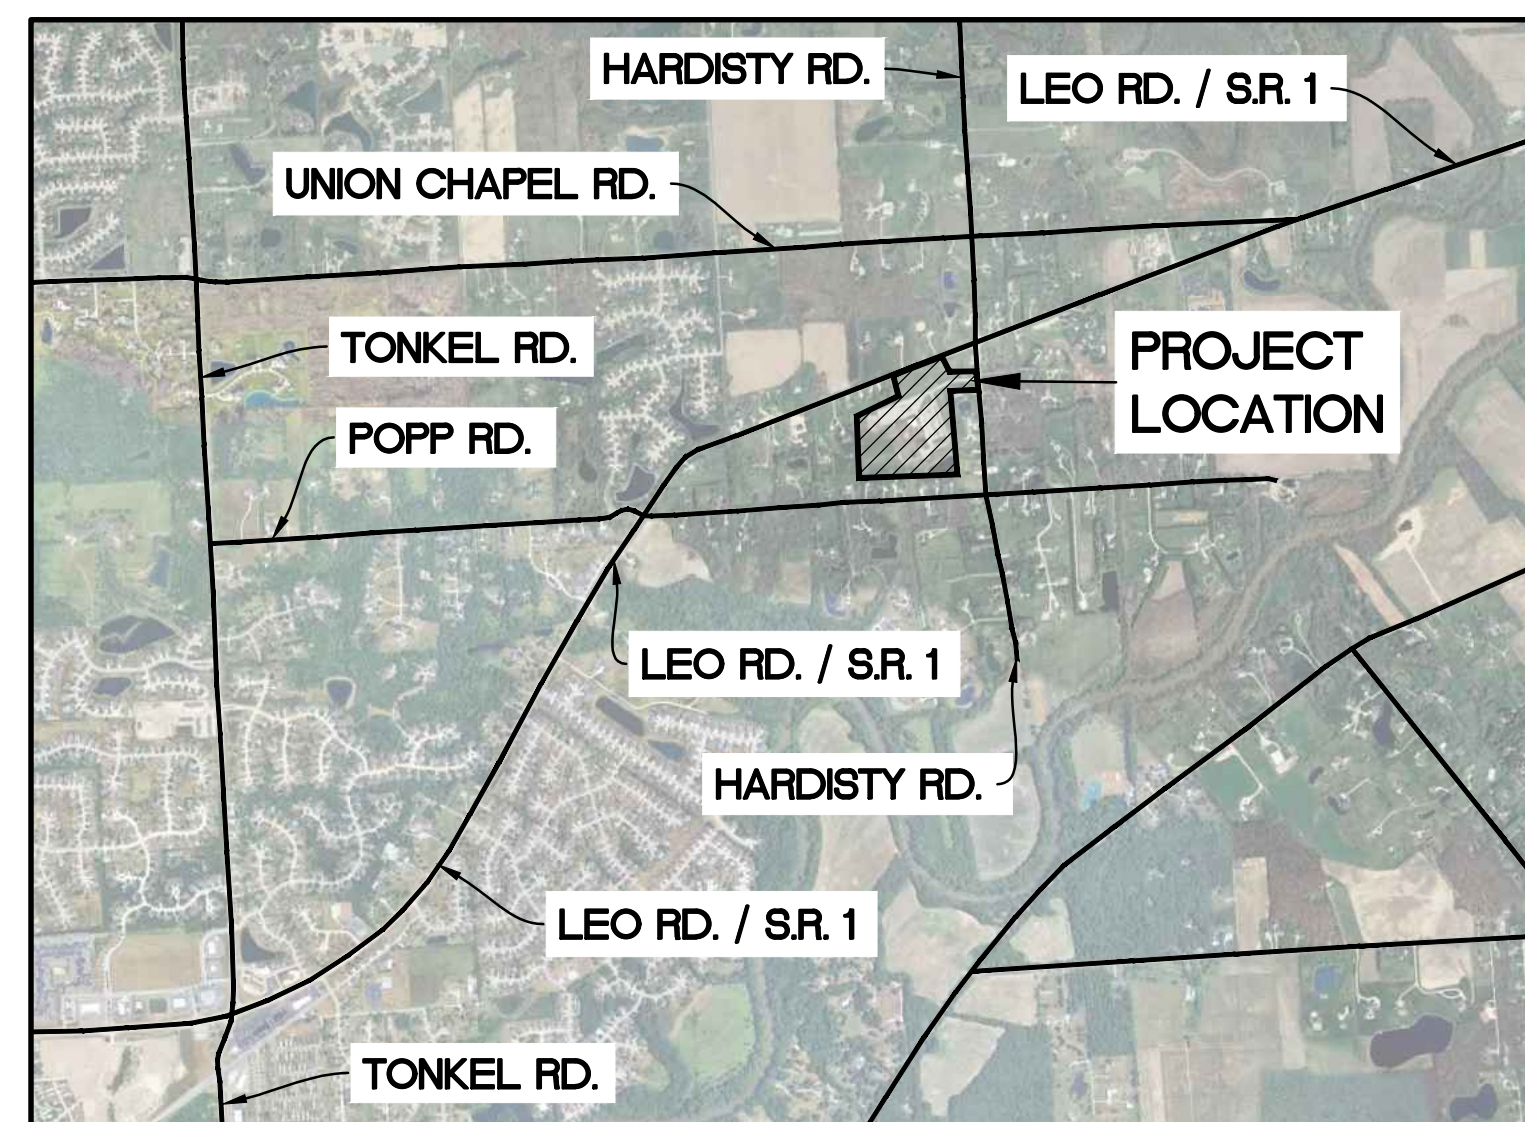 HARDISTY RD.
LEO RD. / S.R. 1
UNION CHAPEL RD.
TONKEL RD.
PROJECT
LOCATION
POPP RD.
LEO RD. / S.R. 1
HARDISTY RD.
LEO RD. / S.R. 1
TONKEL RD.